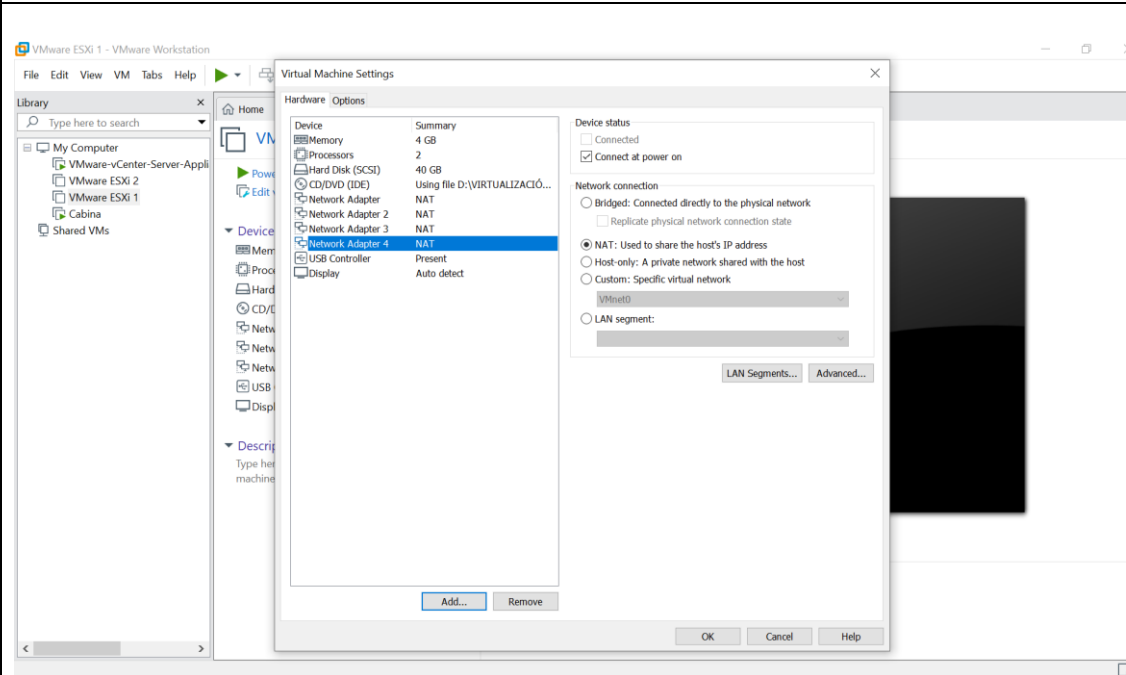 VMware ESXi 1 - VMware Workstation
File Edit View VM Tabs Help
Library
Type here to search
My Computer
VMware-vCenter-Server-Appli
VMware ESXi 2
VMware ESXi 1
Cabina
Shared VMs
Home
VM
Powe
Edit v
Device
Mem
Proce
Hard
CD/D
Netw
Netw
Netw
USB
Displ
Descrip
Type her
machine
Virtual Machine Settings
Hardware Options
Device Summary
Memory 4 GB
Processors 2
Hard Disk (SCSI) 40 GB
CD/DVD (IDE) Using file D:\VIRTUALIZACIÓ...
Network Adapter NAT
Network Adapter 2 NAT
Network Adapter 3 NAT
Network Adapter 4 NAT
USB Controller Present
Display Auto detect
Add... Remove
Device status
Connected
Connect at power on
Network connection
Bridged: Connected directly to the physical network
Replicate physical network connection state
NAT: Used to share the host's IP address
Host-only: A private network shared with the host
Custom: Specific virtual network
VMnet0
LAN segment:
LAN Segments... Advanced...
OK Cancel Help